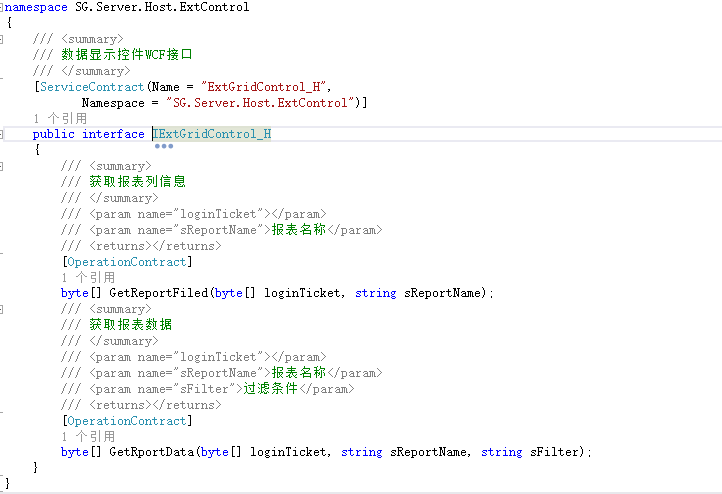 namespace SG.Server.Host.ExtControl
{
/// <summary>
/// 数据显示控件WCF接口
/// </summary>
[ServiceContract(Name = "ExtGridControl_H",
Namespace = "SG.Server.Host.ExtControl")]
1 个引用
public interface IExtGridControl_H
{
/// <summary>
/// 获取报表列信息
/// </summary>
/// <param name="loginTicket"></param>
/// <param name="sReportName">报表名称</param>
/// <returns></returns>
[OperationContract]
1 个引用
byte[] GetReportFiled(byte[] loginTicket, string sReportName);
/// <summary>
/// 获取报表数据
/// </summary>
/// <param name="loginTicket"></param>
/// <param name="sReportName">报表名称</param>
/// <param name="sFilter">过滤条件</param>
/// <returns></returns>
[OperationContract]
1 个引用
byte[] GetRportData(byte[] loginTicket, string sReportName, string sFilter);
}
}